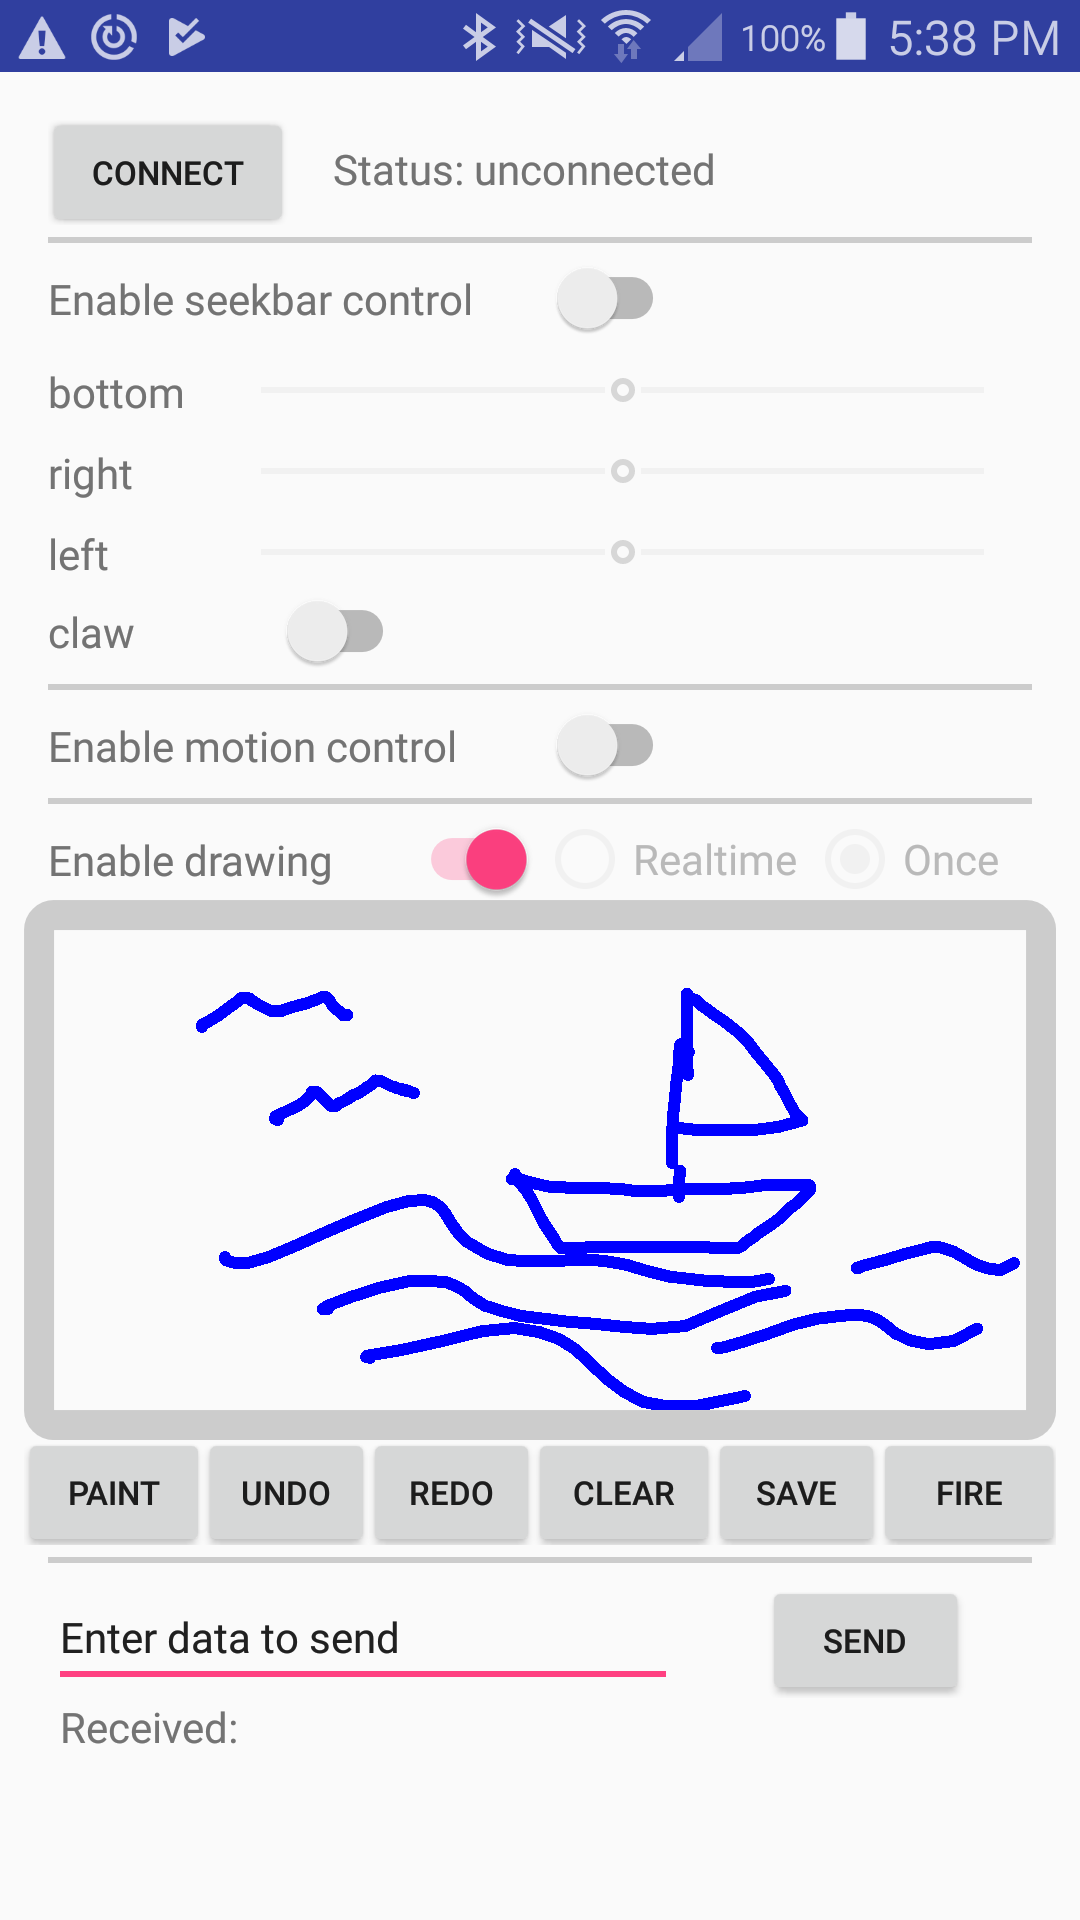 100% 5:38 PM
CONNECT Status: unconnected
Enable seekbar control
bottom
right
left
claw
Enable motion control
Enable drawing Realtime Once
PAINT UNDO REDO CLEAR SAVE FIRE
Enter data to send SEND
Received: